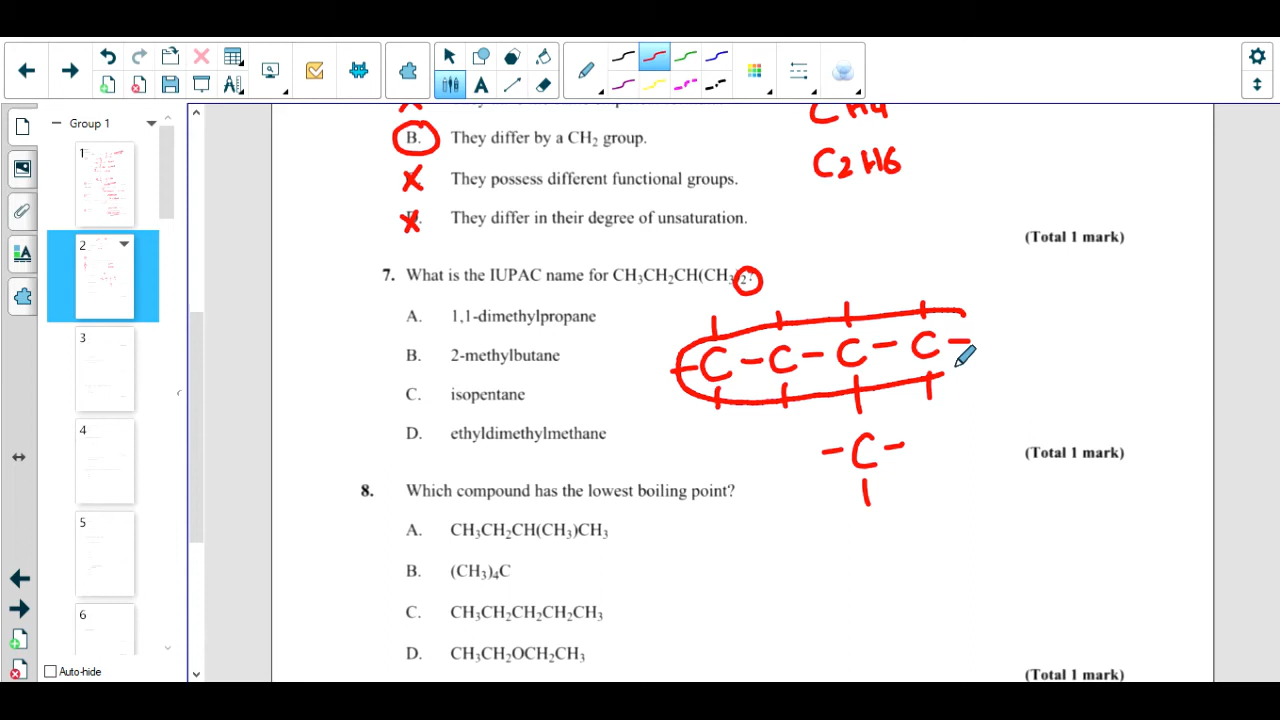 Group 1
1
2
3
4
5
6
Auto-hide
CH4
B. They differ by a CH₂ group.
C2H6
They possess different functional groups.
They differ in their degree of unsaturation.
(Total 1 mark)
7. What is the IUPAC name for CH₃CH₂CH(CH₃)₂?
A. 1,1-dimethylpropane
B. 2-methylbutane
C. isopentane
D. ethyldimethylmethane
C - C - C - C -
- C -
(Total 1 mark)
8. Which compound has the lowest boiling point?
A. CH₃CH₂CH(CH₃)CH₃
B. (CH₃)₄C
C. CH₃CH₂CH₂CH₂CH₃
D. CH₃CH₂OCH₂CH₃
(Total 1 mark)